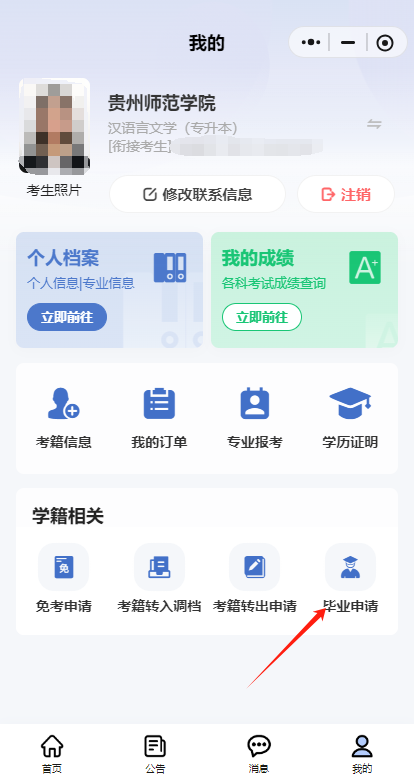 我的
贵州师范学院
汉语言文学（专升本）
[衔接考生]
考生照片
修改联系信息
注销
个人档案
个人信息|专业信息
立即前往
我的成绩
各科考试成绩查询
立即前往
A+
考籍信息
我的订单
专业报考
学历证明
学籍相关
免
免考申请
考籍转入调档
考籍转出申请
毕业申请
首页
公告
消息
我的